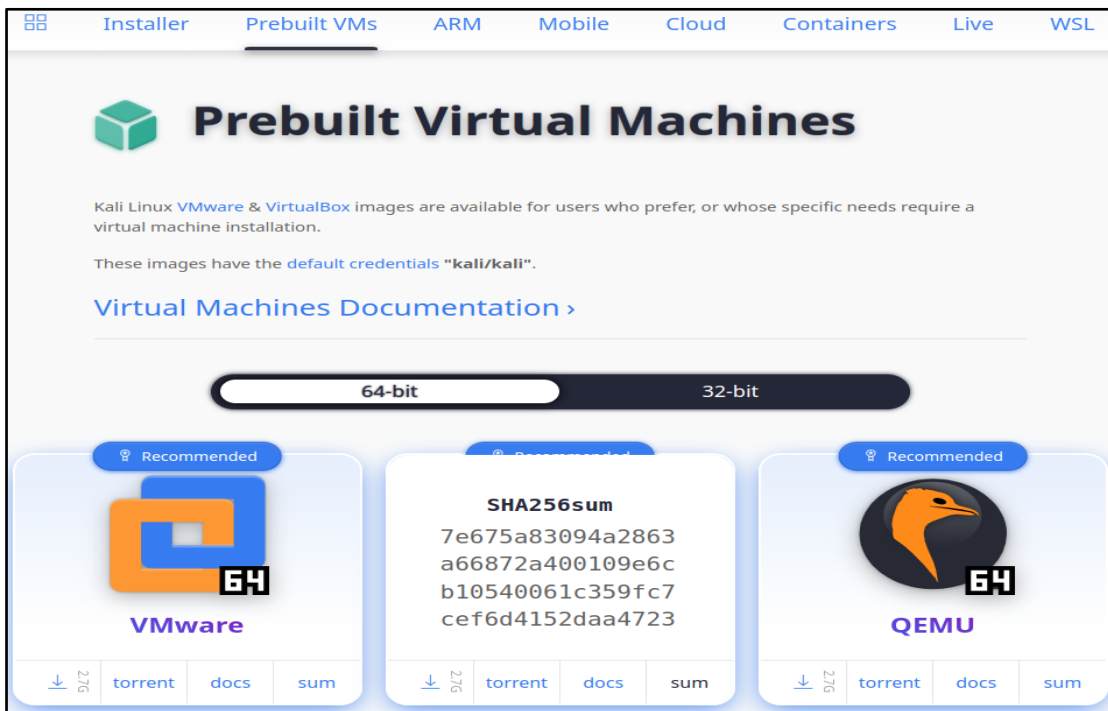 Installer Prebuilt VMs ARM Mobile Cloud Containers Live WSL
Prebuilt Virtual Machines
Kali Linux VMware & VirtualBox images are available for users who prefer, or whose specific needs require a
virtual machine installation.
These images have the default credentials "kali/kali".
Virtual Machines Documentation ›
64-bit 32-bit
Recommended
64
VMware
2.7G torrent docs sum
Recommended
SHA256sum
7e675a83094a2863
a66872a400109e6c
b10540061c359fc7
cef6d4152daa4723
2.7G torrent docs sum
Recommended
64
QEMU
2.7G torrent docs sum